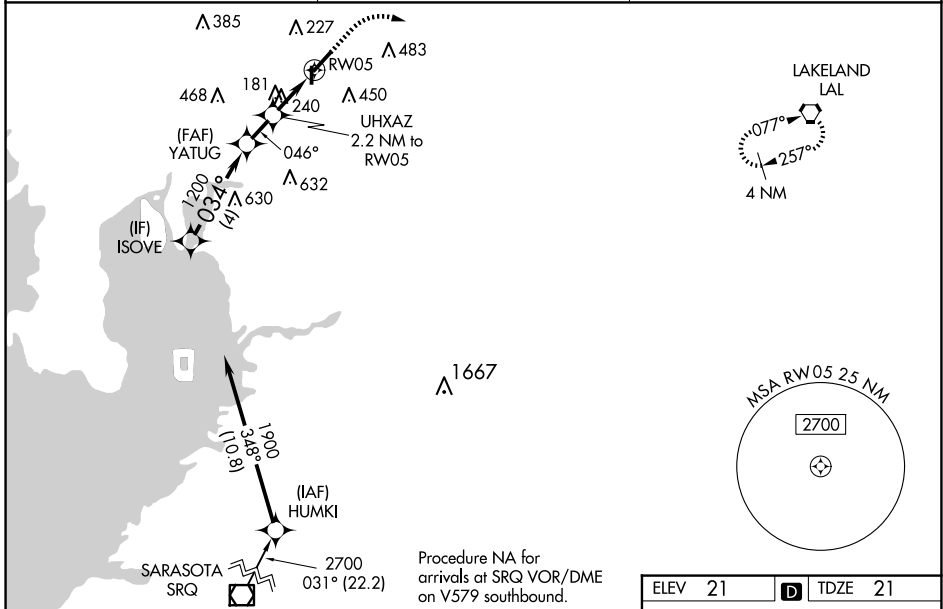 385
227
483
RW05
LAKELAND
LAL
181
468
240
450
077°
UHXAZ
2.2 NM to
RW05
(FAF)
YATUG
046°
257°
4 NM
632
1200
034°
(4)
630
(IF)
ISOVE
1667
MSA RW05 25 NM
2700
1900
348°
(10.8)
(IAF)
HUMKI
SARASOTA
SRQ
2700
031° (22.2)
Procedure NA for
arrivals at SRQ VOR/DME
on V579 southbound.
ELEV 21 D TDZE 21